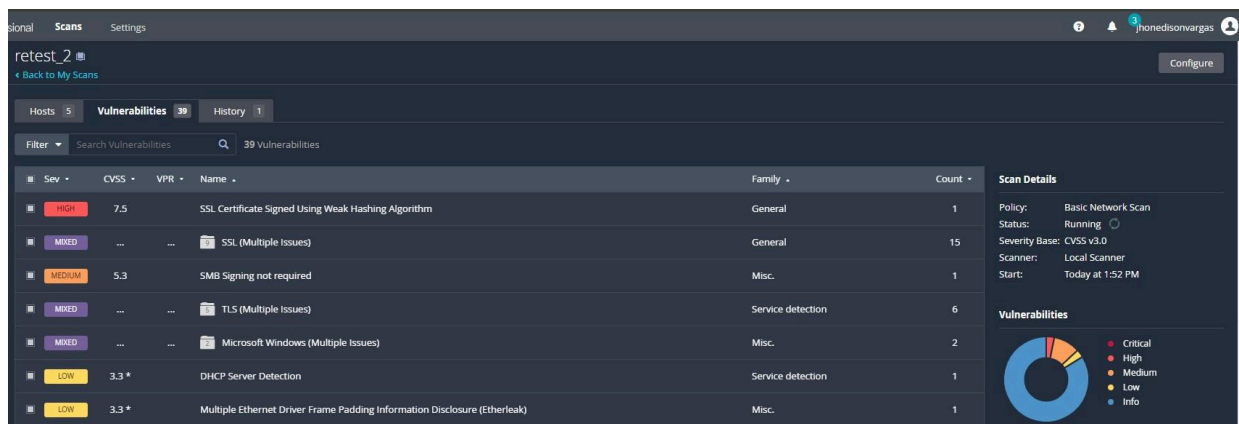 sional Scans Settings 3 jhonedisonvargas
retest_2
Back to My Scans
Configure
Hosts 5 Vulnerabilities 39 History 1
Filter Search Vulnerabilities 39 Vulnerabilities
Sev CVSS VPR Name Family Count
HIGH 7.5 SSL Certificate Signed Using Weak Hashing Algorithm General 1
MIXED ... ... 9 SSL (Multiple Issues) General 15
MEDIUM 5.3 SMB Signing not required Misc. 1
MIXED ... ... 5 TLS (Multiple Issues) Service detection 6
MIXED ... ... 2 Microsoft Windows (Multiple Issues) Misc. 2
LOW 3.3 * DHCP Server Detection Service detection 1
LOW 3.3 * Multiple Ethernet Driver Frame Padding Information Disclosure (Etherleak) Misc. 1
Scan Details
Policy: Basic Network Scan
Status: Running
Severity Base: CVSS v3.0
Scanner: Local Scanner
Start: Today at 1:52 PM
Vulnerabilities
Critical
High
Medium
Low
Info